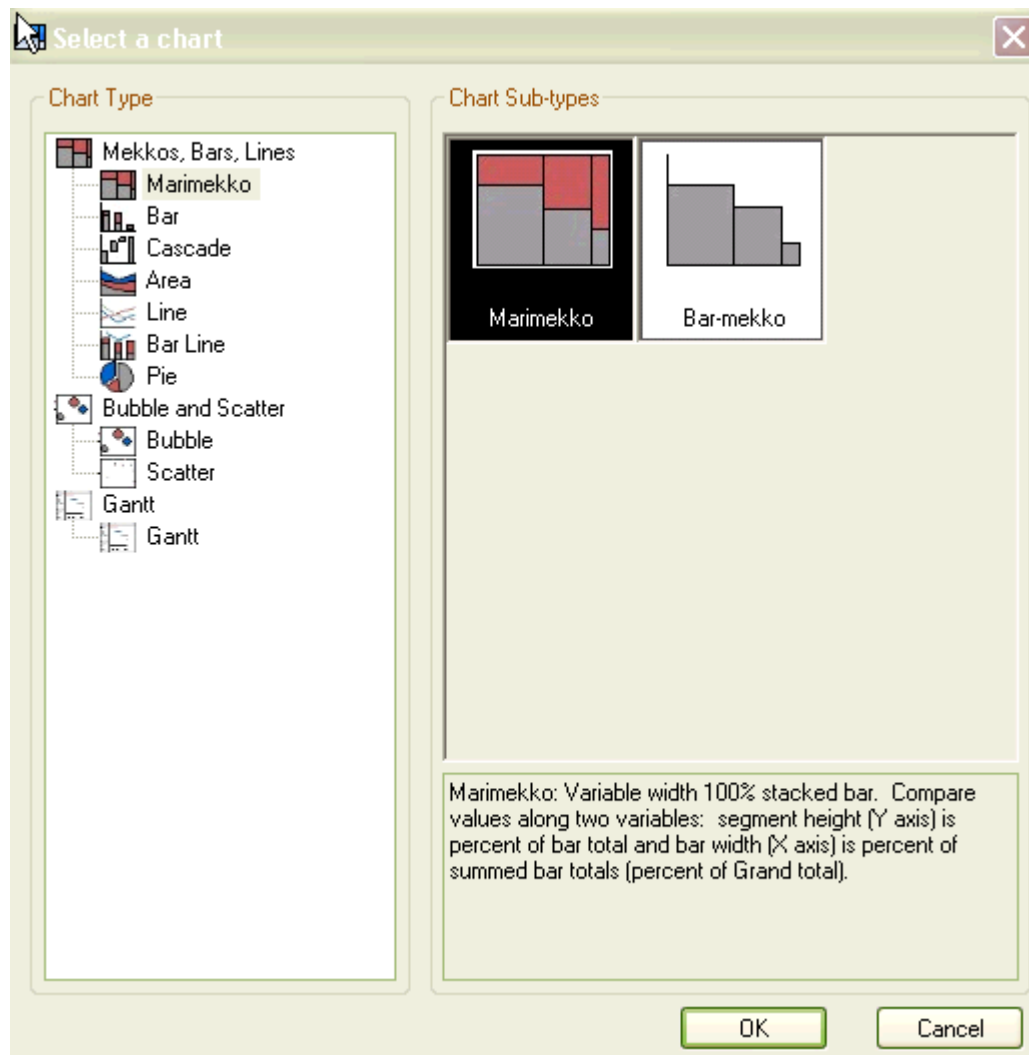 Select a chart
Chart Type
Mekkos, Bars, Lines
Marimekko
Bar
Cascade
Area
Line
Bar Line
Pie
Bubble and Scatter
Bubble
Scatter
Gantt
Gantt
Chart Sub-types
Marimekko
Bar-mekko
Marimekko: Variable width 100% stacked bar.  Compare
values along two variables:  segment height (Y axis) is
percent of bar total and bar width (X axis) is percent of
summed bar totals (percent of Grand total).
OK
Cancel